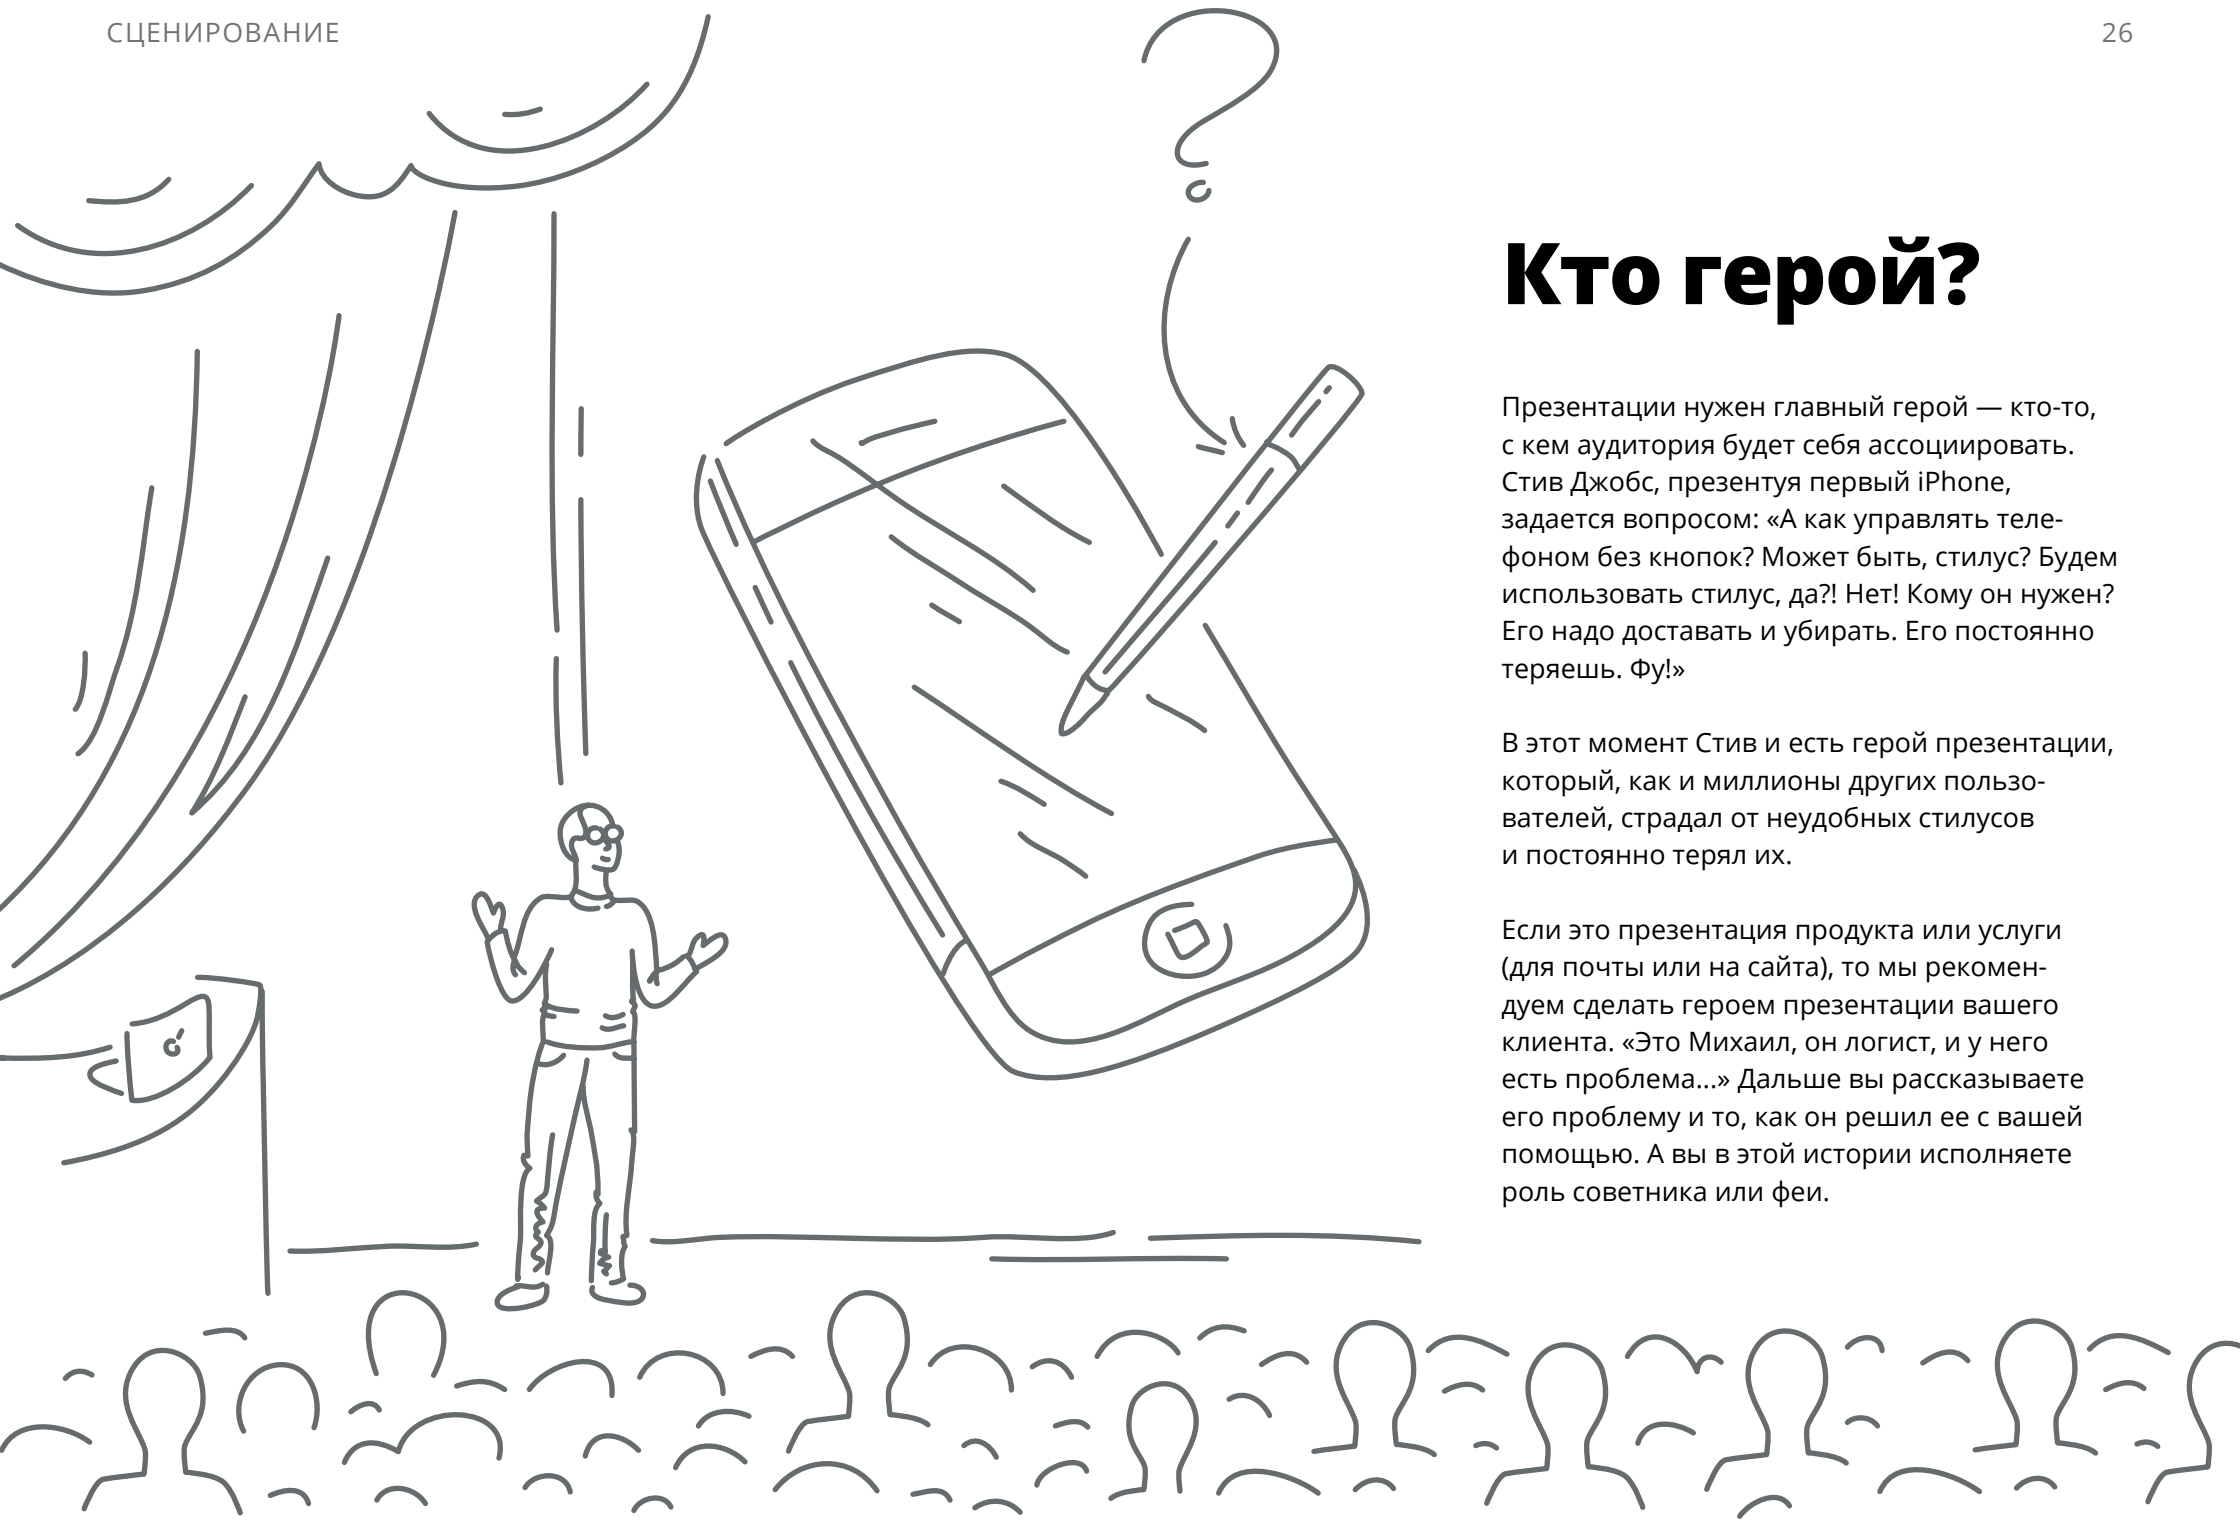 СЦЕНИРОВАНИЕ
26
Кто герой?
Презентации нужен главный герой — кто-то,
с кем аудитория будет себя ассоциировать.
Стив Джобс, презентуя первый iPhone,
задается вопросом: «А как управлять теле-
фоном без кнопок? Может быть, стилус? Будем
использовать стилус, да?! Нет! Кому он нужен?
Его надо доставать и убирать. Его постоянно
теряешь. Фу!»
В этот момент Стив и есть герой презентации,
который, как и миллионы других пользо-
вателей, страдал от неудобных стилусов
и постоянно терял их.
Если это презентация продукта или услуги
(для почты или на сайта), то мы рекомен-
дуем сделать героем презентации вашего
клиента. «Это Михаил, он логист, и у него
есть проблема...» Дальше вы рассказываете
его проблему и то, как он решил ее с вашей
помощью. А вы в этой истории исполняете
роль советника или феи.